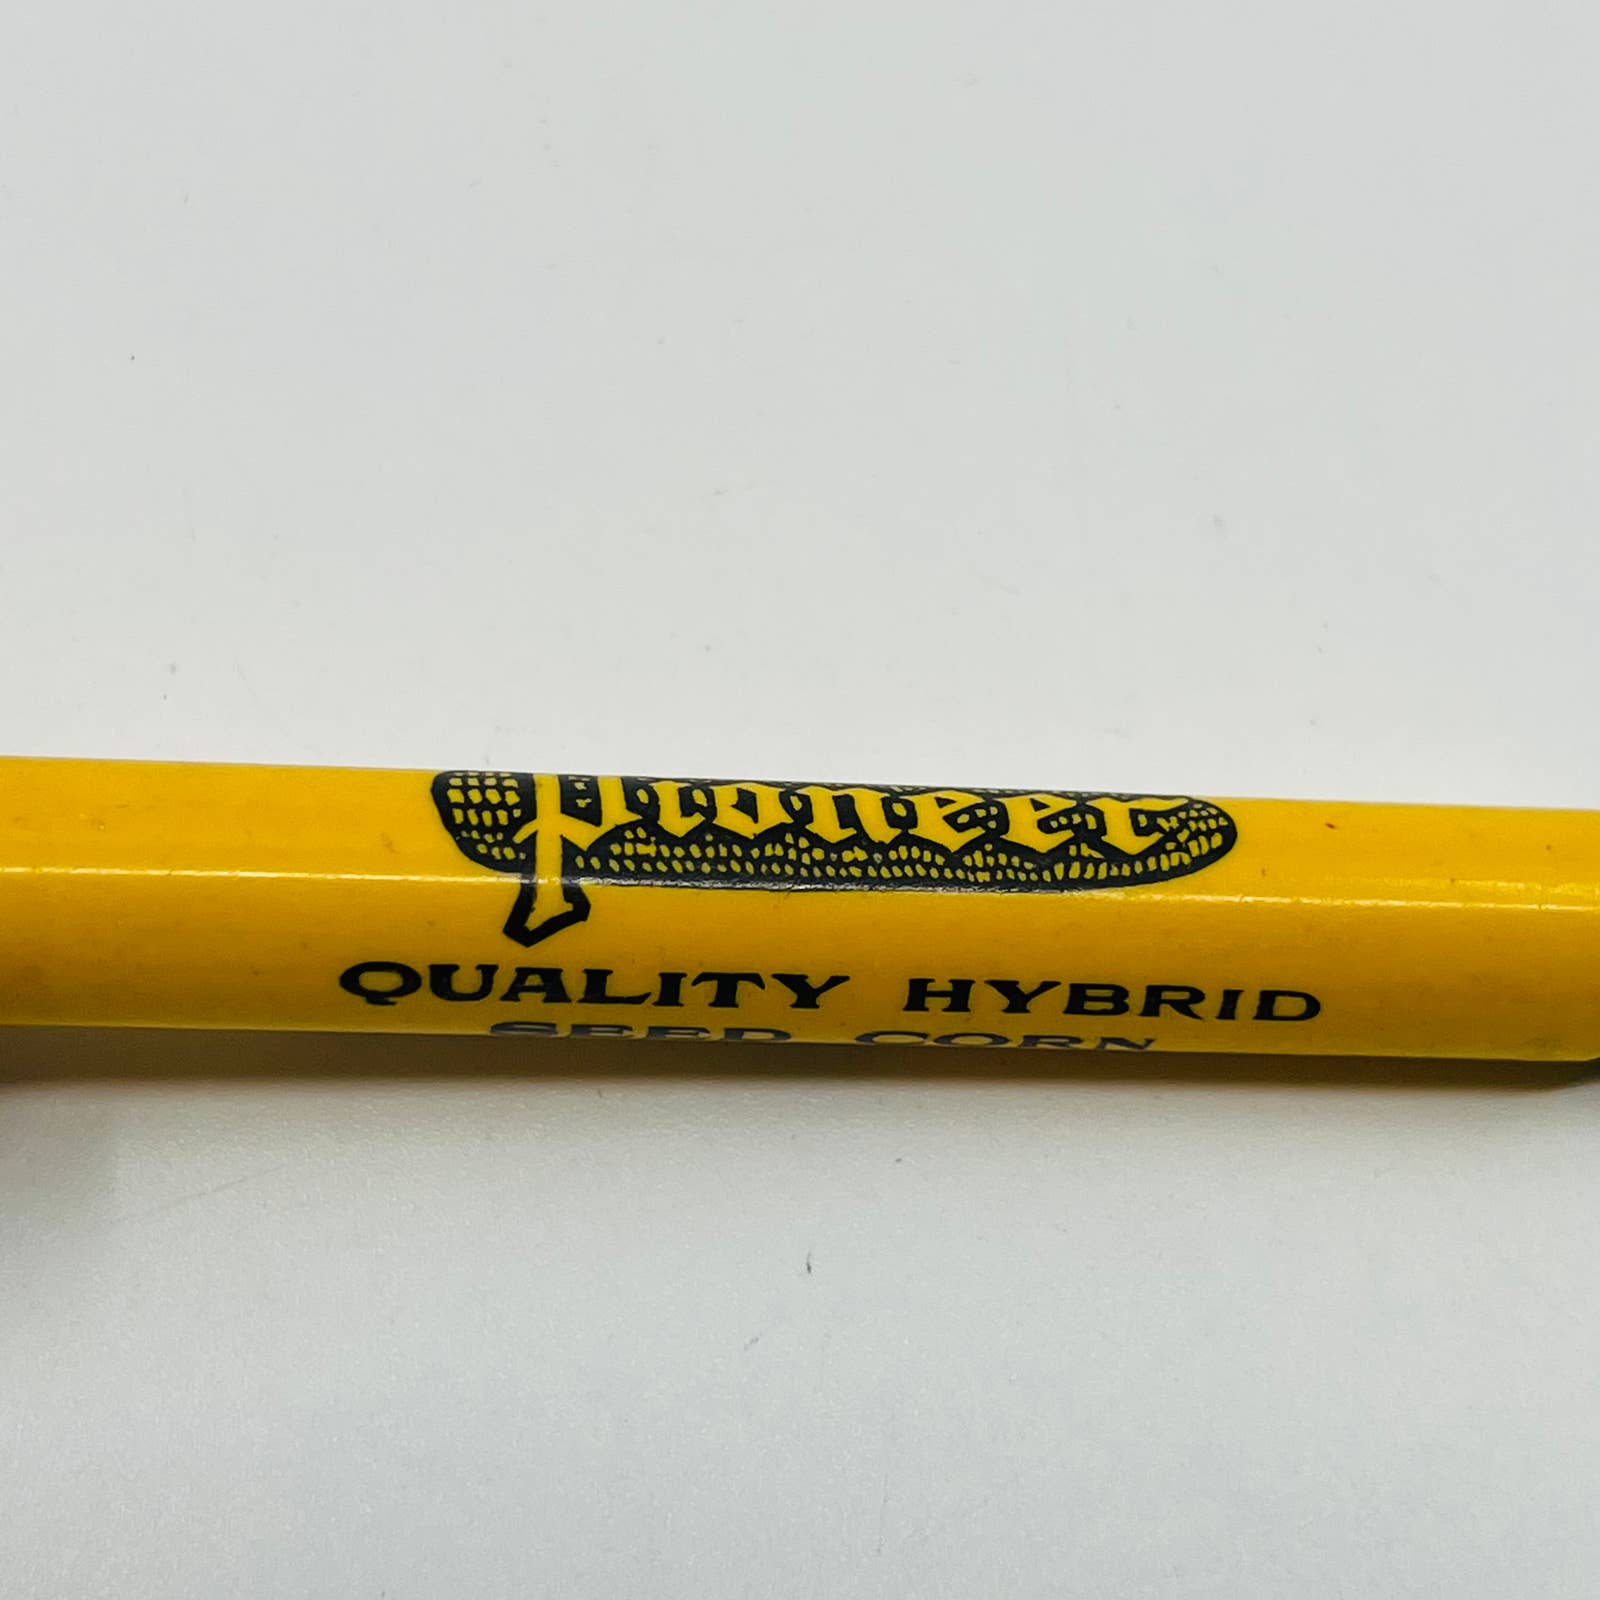 Pioneer
QUALITY HYBRID
SEED CORN